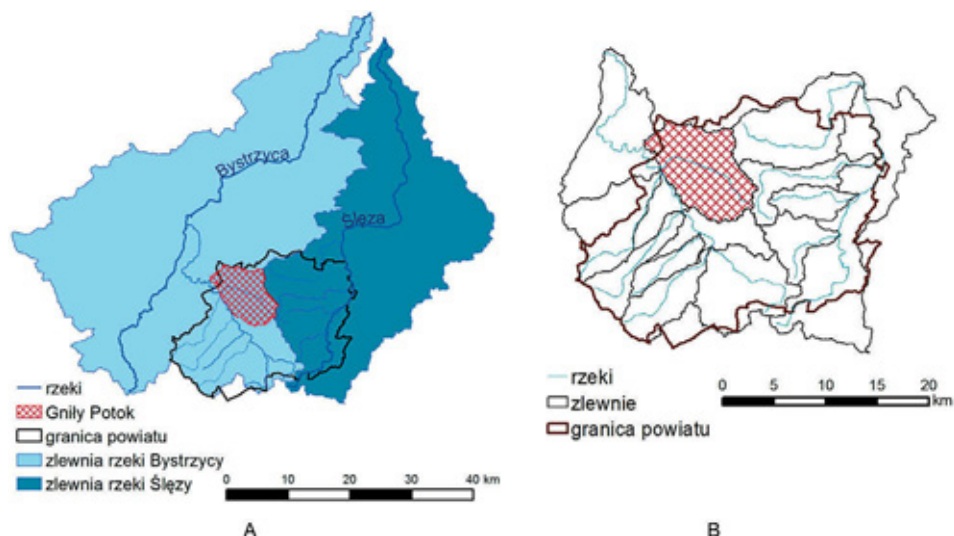 Bystrzyca
Ślęza
rzeki
Gniły Potok
granica powiatu
zlewnia rzeki Bystrzycy
zlewnia rzeki Ślęzy
0 10 20 30 40 km
A
rzeki
zlewnie
granica powiatu
0 5 10 15 20
km
B